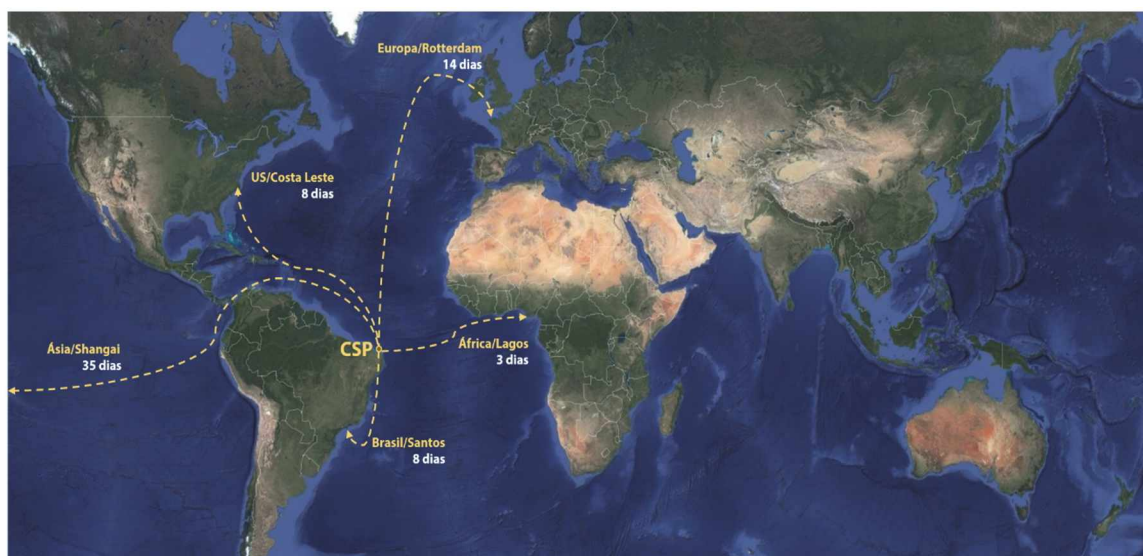 Europa/Rotterdam
14 dias
US/Costa Leste
8 dias
CSP
África/Lagos
3 dias
Ásia/Shangai
35 dias
Brasil/Santos
8 dias